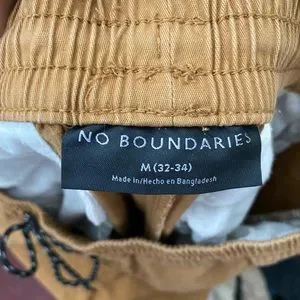 NO BOUNDARIES
M (32-34)
Made in/Hecho en Bangladesh